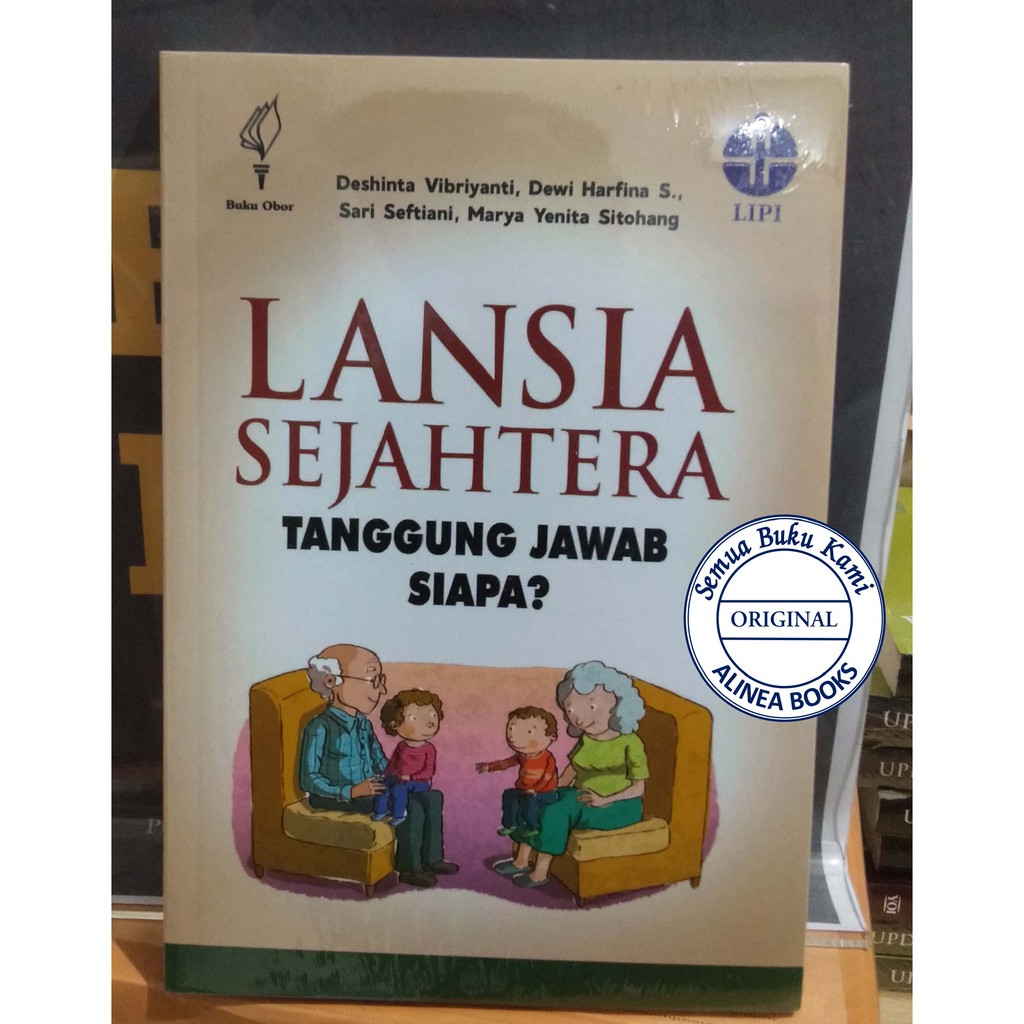 Buku Obor
LIPI
Deshinta Vibriyanti, Dewi Harfina S.,
Sari Seftiani, Marya Yenita Sitohang
LANSIA
SEJAHTERA
TANGGUNG JAWAB
SIAPA?
Semua Buku Kami
ORIGINAL
ALINEA BOOKS
YOI